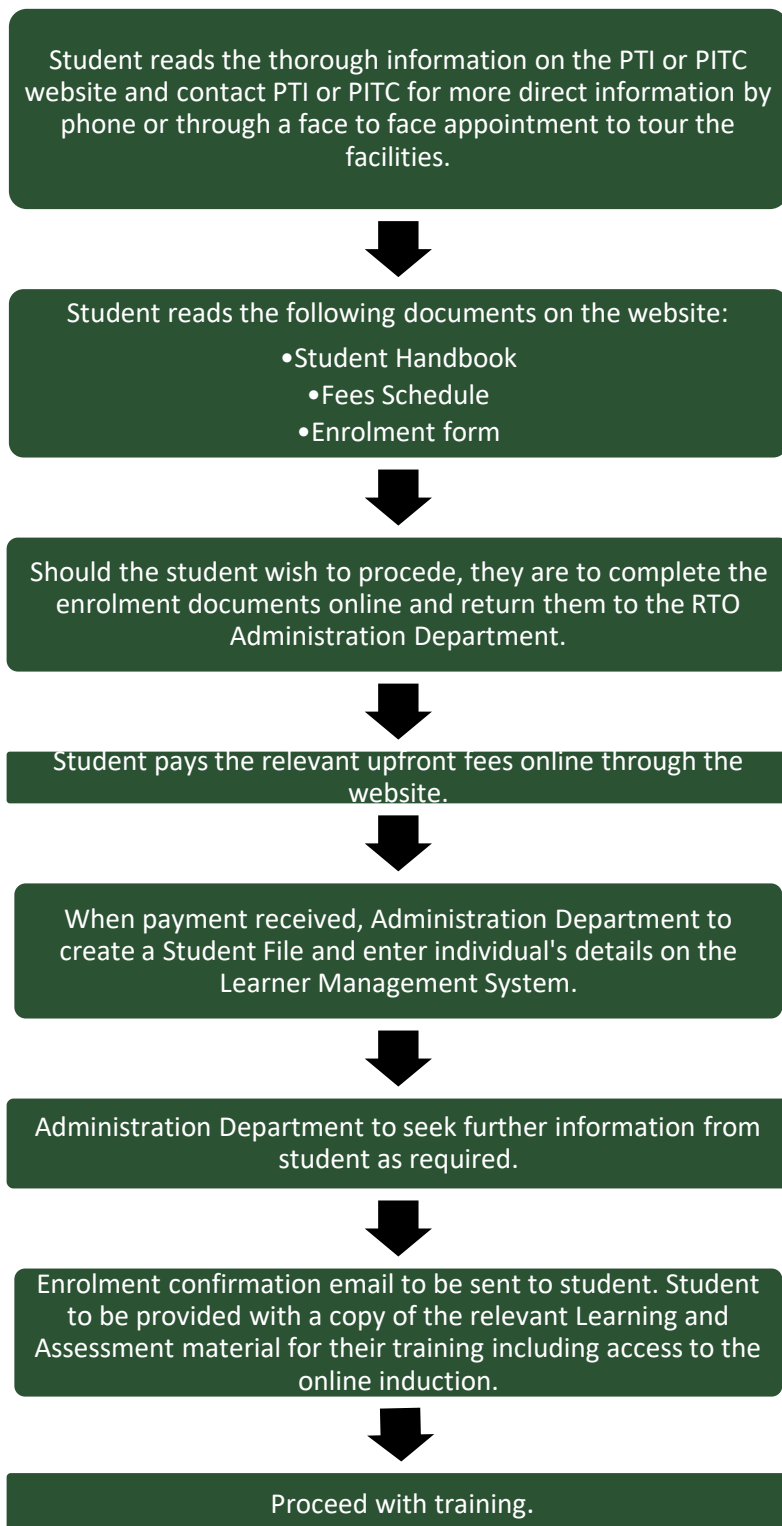 Student reads the thorough information on the PTI or PITC
website and contact PTI or PITC for more direct information by
phone or through a face to face appointment to tour the
facilities.
Student reads the following documents on the website:
•Student Handbook
•Fees Schedule
•Enrolment form
Should the student wish to procede, they are to complete the
enrolment documents online and return them to the RTO
Administration Department.
Student pays the relevant upfront fees online through the
website.
When payment received, Administration Department to
create a Student File and enter individual's details on the
Learner Management System.
Administration Department to seek further information from
student as required.
Enrolment confirmation email to be sent to student. Student
to be provided with a copy of the relevant Learning and
Assessment material for their training including access to the
online induction.
Proceed with training.